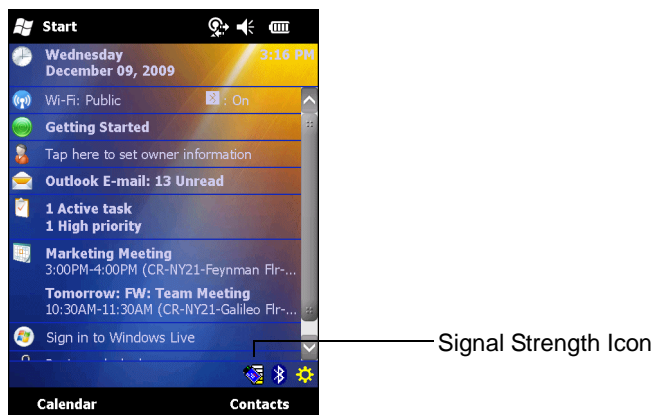 Start
Wednesday
3:16 PM
December 09, 2009
Wi-Fi: Public
: On
Getting Started
Tap here to set owner information
Outlook E-mail: 13 Unread
1 Active task
1 High priority
Marketing Meeting
3:00PM-4:00PM (CR-NY21-Feynman Flr-...
Tomorrow: FW: Team Meeting
10:30AM-11:30AM (CR-NY21-Galileo Flr-...
Sign in to Windows Live
Signal Strength Icon
Calendar
Contacts